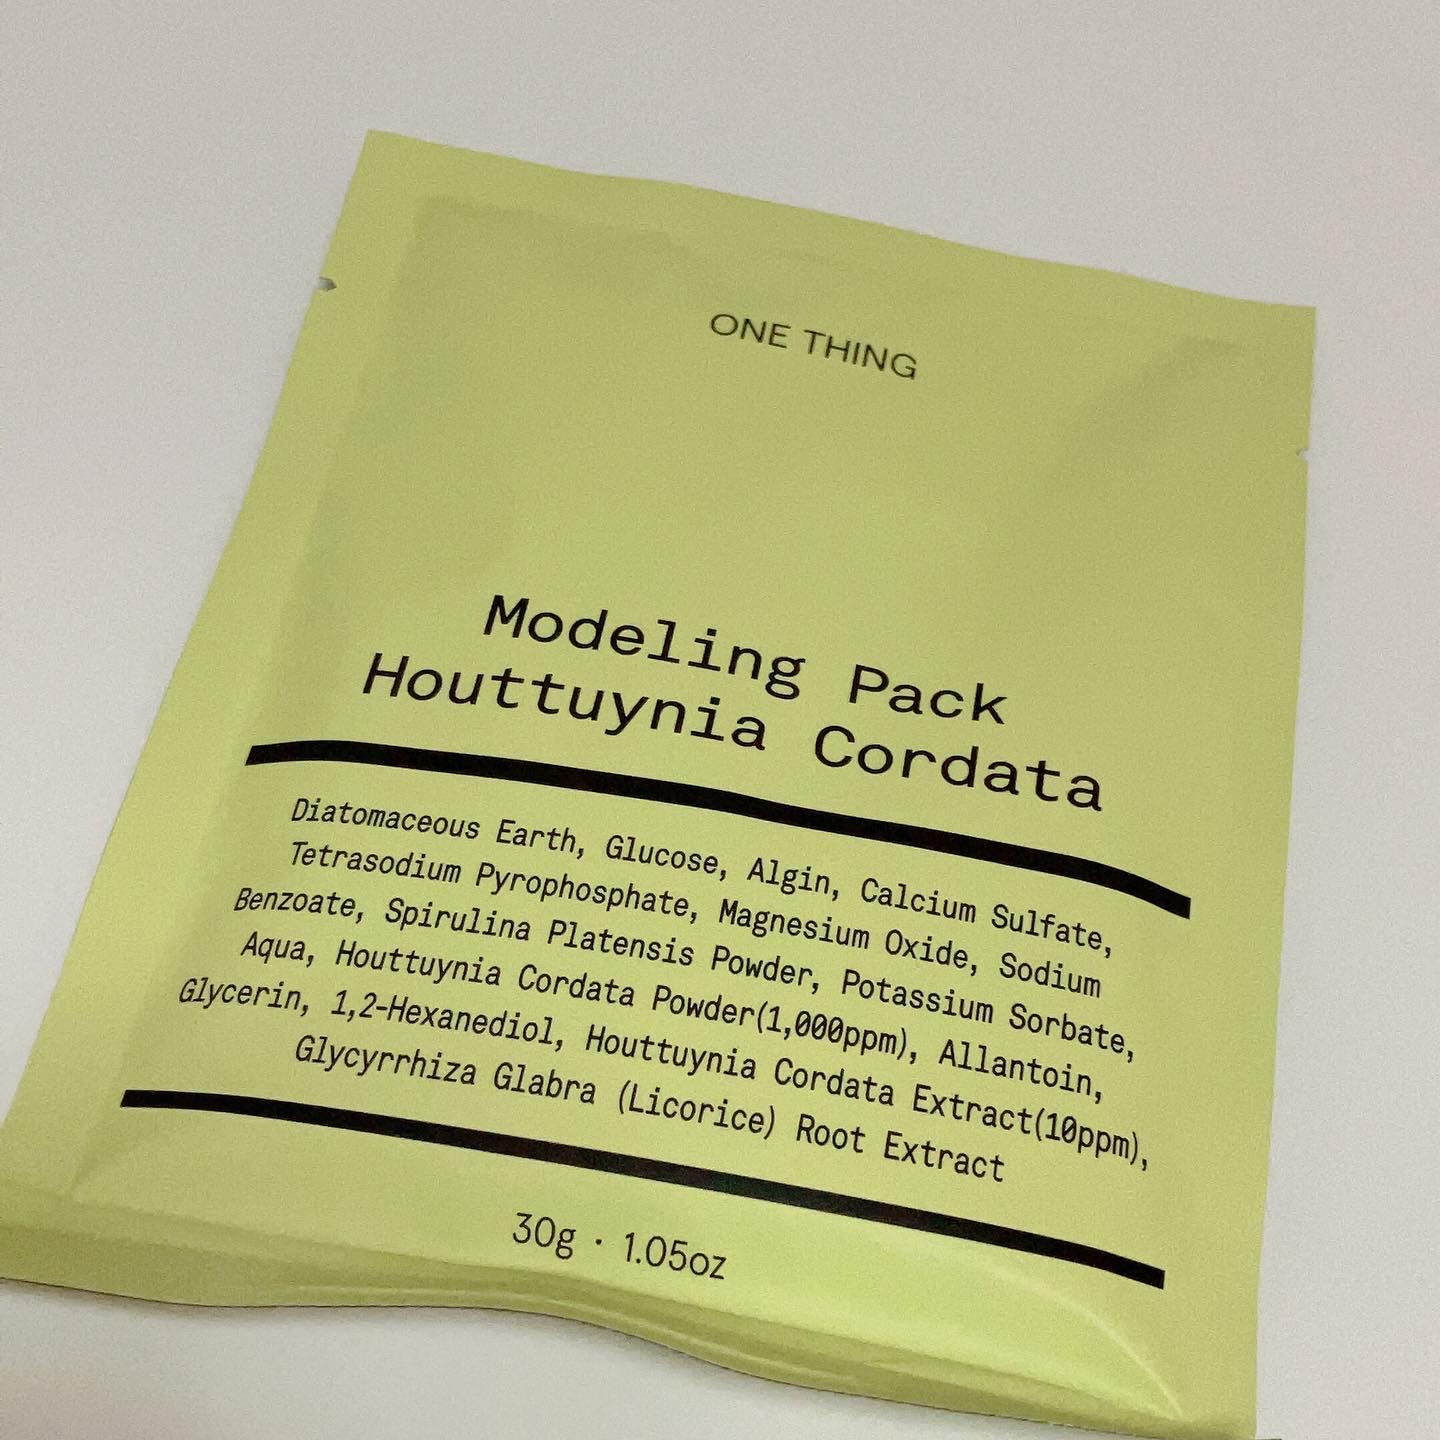 ONE THING
Modeling Pack
Houttuynia Cordata
Diatomaceous Earth, Glucose, Algin, Calcium Sulfate,
Tetrasodium Pyrophosphate, Magnesium Oxide, Sodium
Benzoate, Spirulina Platensis Powder, Potassium Sorbate,
Aqua, Houttuynia Cordata Powder(1,000ppm), Allantoin,
Glycerin, 1,2-Hexanediol, Houttuynia Cordata Extract(10ppm),
Glycyrrhiza Glabra (Licorice) Root Extract
30g · 1.05oz